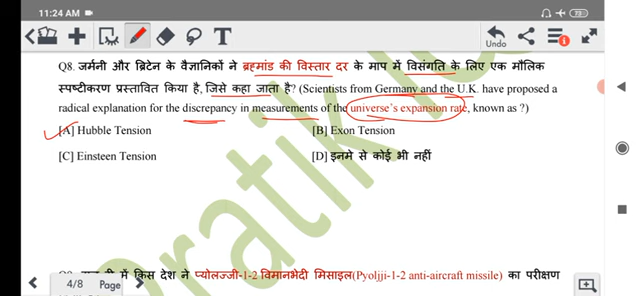 11:24 AM
73
Undo
Q8. जर्मनी और ब्रिटेन के वैज्ञानिकों ने ब्रह्मांड की विस्तार दर के माप में विसंगति के लिए एक मौलिक
स्पष्टीकरण प्रस्तावित किया है, जिसे कहा जाता है? (Scientists from Germany and the U.K. have proposed a
radical explanation for the discrepancy in measurements of the universe's expansion rate, known as ?)
[A] Hubble Tension [B] Exon Tension
[C] Einsteen Tension [D] इनमे से कोई भी नहीं
में किस देश ने प्योलज्जी-1-2 विमानभेदी मिसाइल(Pyoljji-1-2 anti-aircraft missile) का परीक्षण
4/8 Page
Pratik